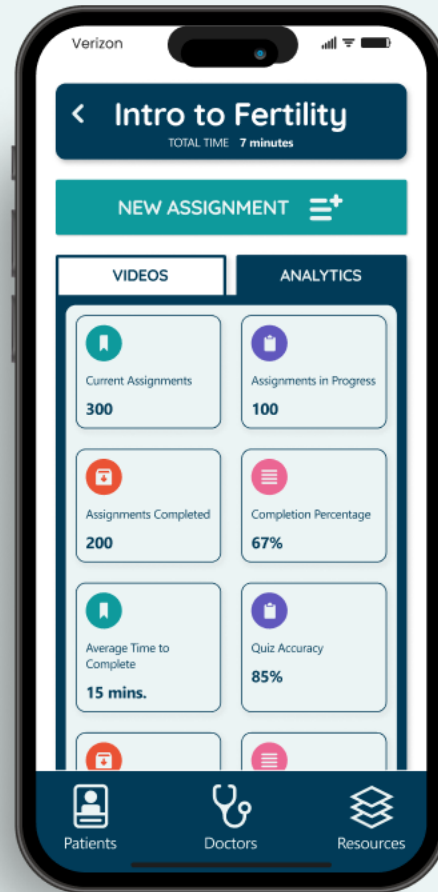 Verizon
Intro to Fertility
TOTAL TIME 7 minutes
NEW ASSIGNMENT
VIDEOS
ANALYTICS
Current Assignments
300
Assignments in Progress
100
Assignments Completed
200
Completion Percentage
67%
Average Time to
Complete
15 mins.
Quiz Accuracy
85%
Patients
Doctors
Resources